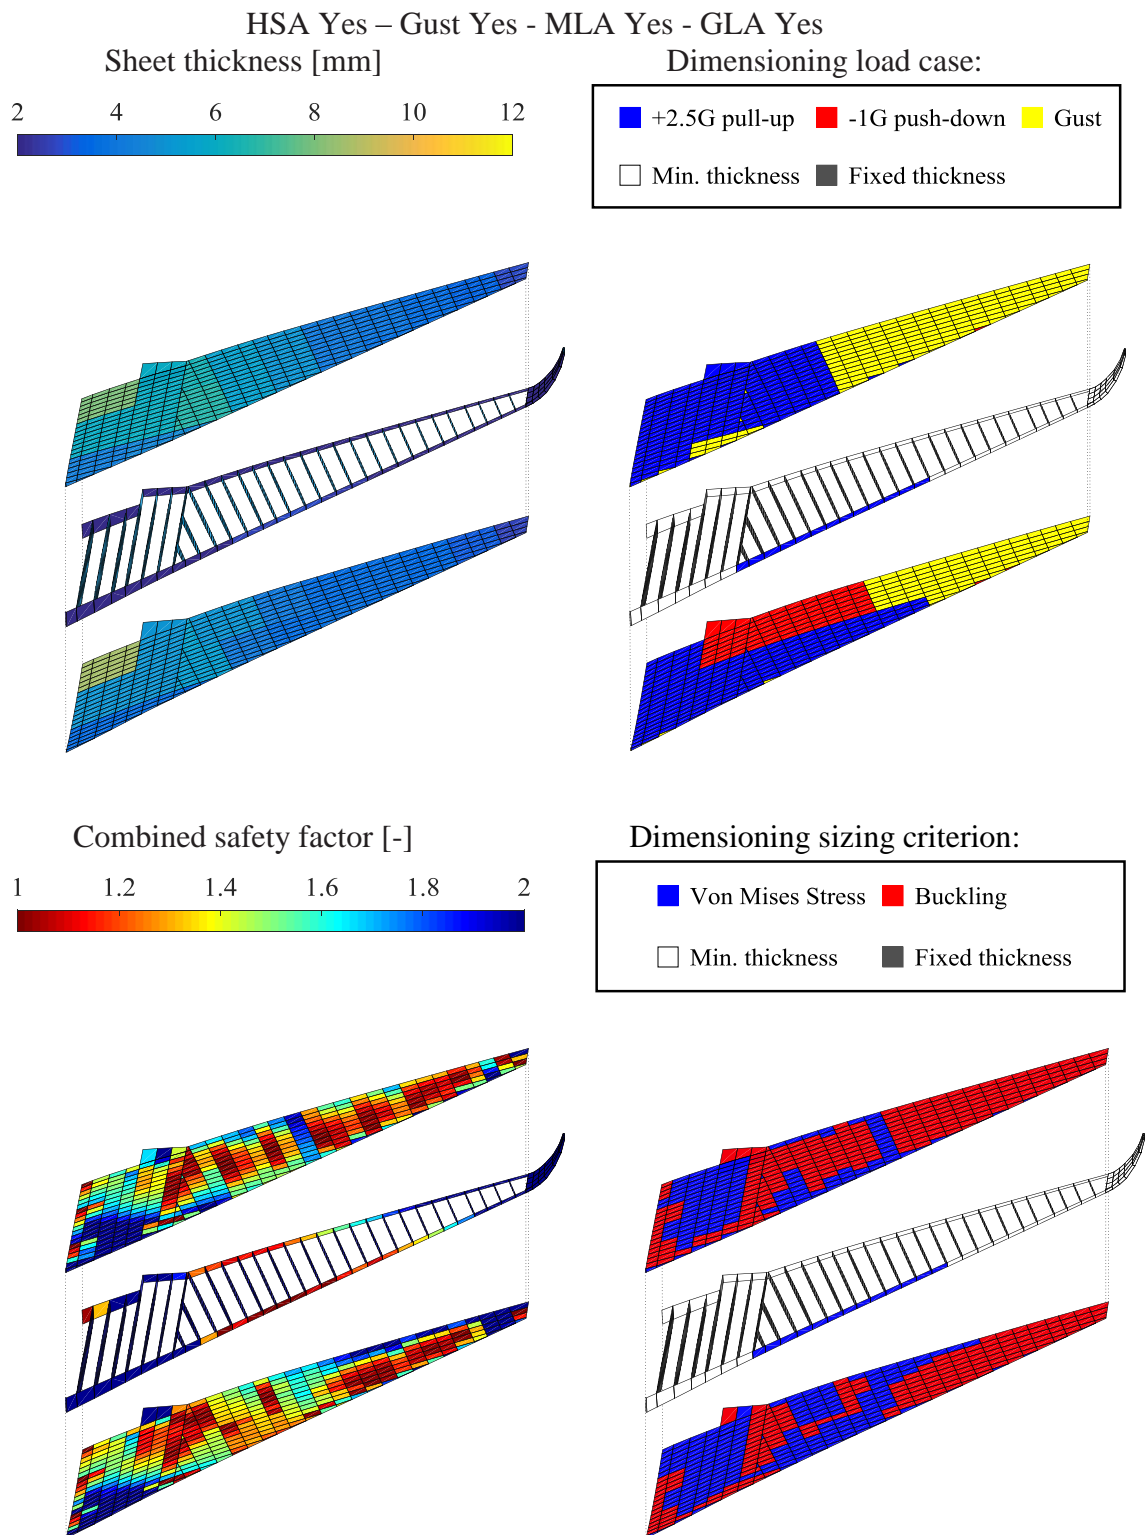 HSA Yes – Gust Yes - MLA Yes - GLA Yes
Sheet thickness [mm]
2 4 6 8 10 12
Dimensioning load case:
+2.5G pull-up -1G push-down Gust
Min. thickness Fixed thickness
Combined safety factor [-]
1 1.2 1.4 1.6 1.8 2
Dimensioning sizing criterion:
Von Mises Stress Buckling
Min. thickness Fixed thickness